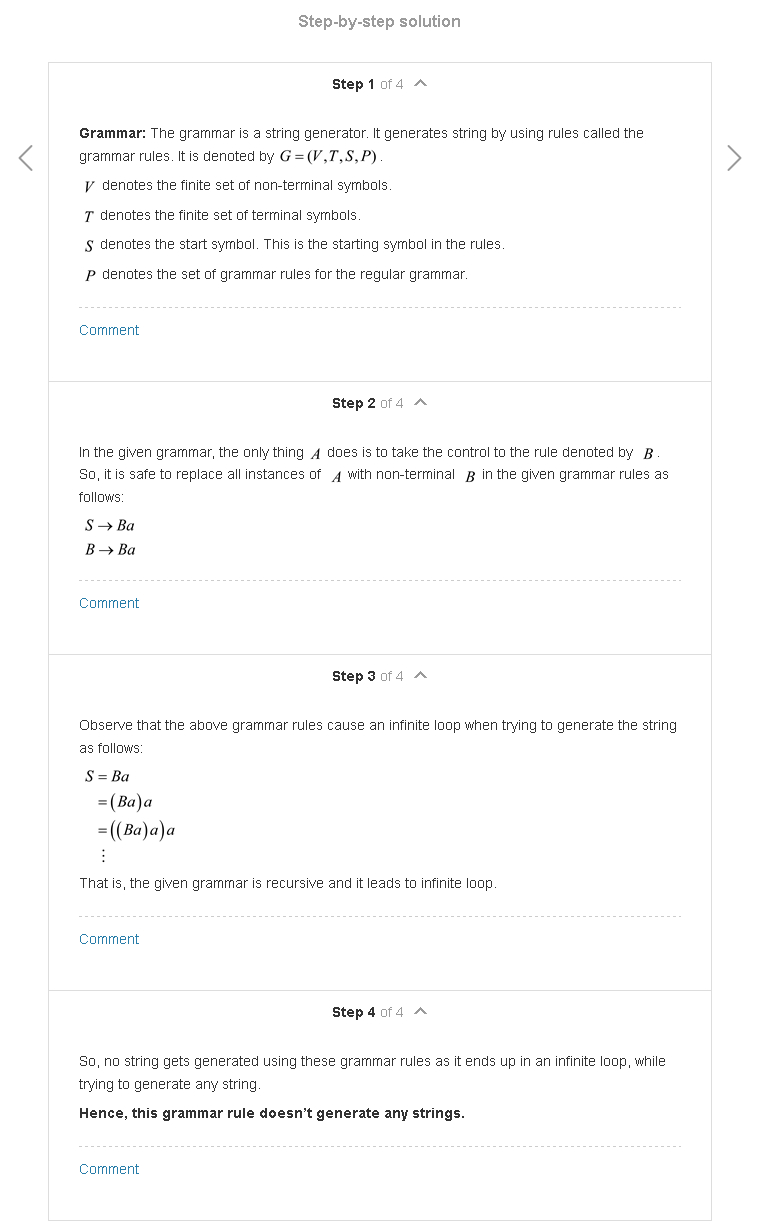 Step-by-step solution
Step 1 of 4
Grammar: The grammar is a string generator. It generates string by using rules called the
grammar rules. It is denoted by G = (V,T,S,P).
V denotes the finite set of non-terminal symbols.
T denotes the finite set of terminal symbols.
S denotes the start symbol. This is the starting symbol in the rules.
P denotes the set of grammar rules for the regular grammar.
Comment
Step 2 of 4
In the given grammar, the only thing A does is to take the control to the rule denoted by B.
So, it is safe to replace all instances of A with non-terminal B in the given grammar rules as
follows:
S → Ba
B → Ba
Comment
Step 3 of 4
Observe that the above grammar rules cause an infinite loop when trying to generate the string
as follows:
S = Ba
=(Ba)a
=((Ba)a)a
⋮
That is, the given grammar is recursive and it leads to infinite loop.
Comment
Step 4 of 4
So, no string gets generated using these grammar rules as it ends up in an infinite loop, while
trying to generate any string.
Hence, this grammar rule doesn't generate any strings.
Comment